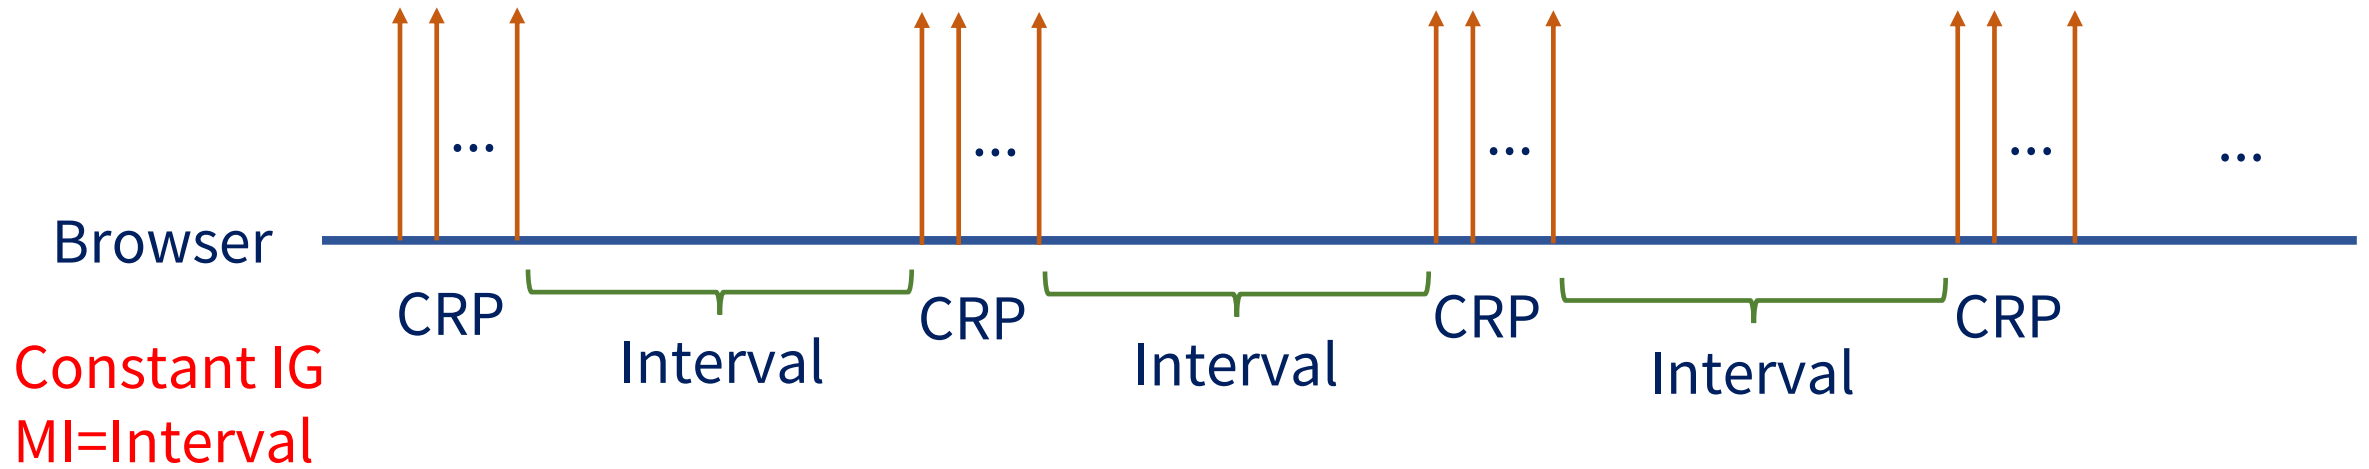 ... ... ... ... ...
Browser
CRP CRP CRP CRP
Interval Interval Interval
Constant IG
MI=Interval